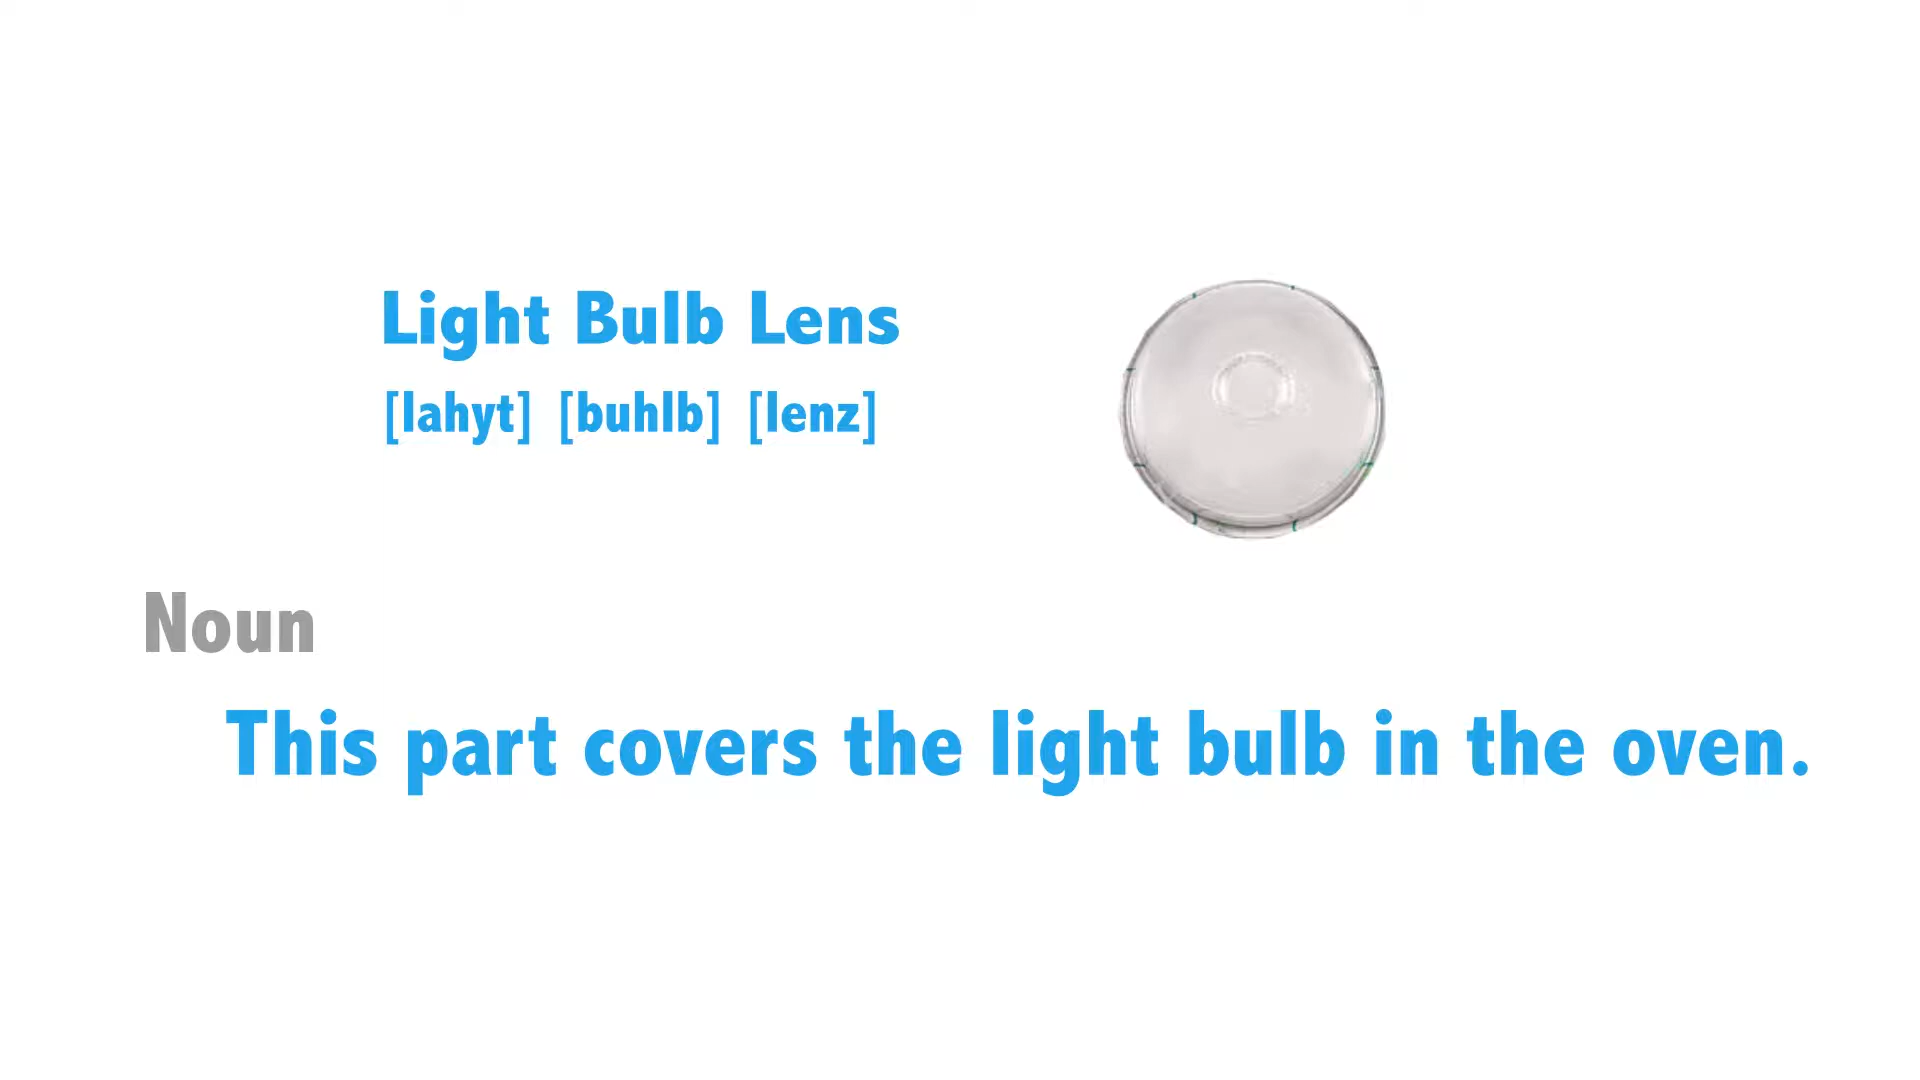 Light Bulb Lens
[lahyt] [buhlb] [lenz]
Noun
This part covers the light bulb in the oven.